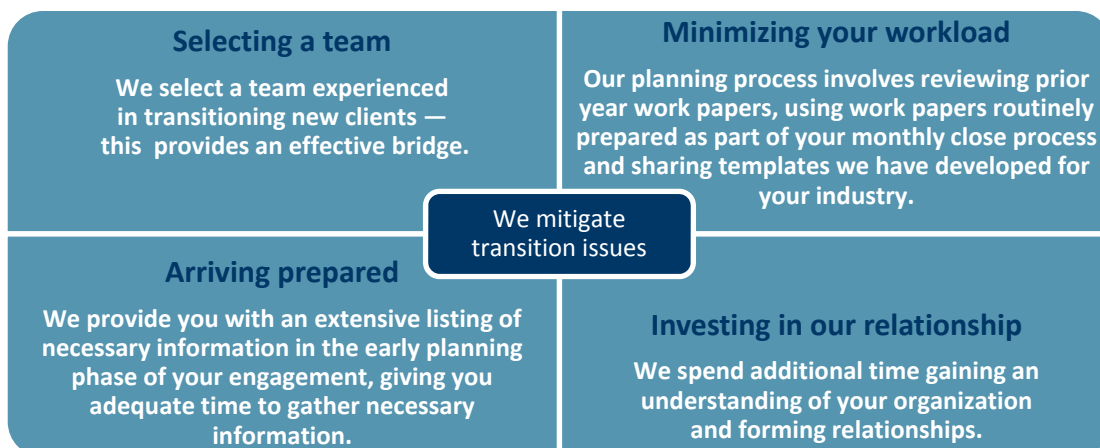 Selecting a team
We select a team experienced
in transitioning new clients —
this  provides an effective bridge.
Minimizing your workload
Our planning process involves reviewing prior
year work papers, using work papers routinely
prepared as part of your monthly close process
and sharing templates we have developed for
your industry.
We mitigate
transition issues
Arriving prepared
We provide you with an extensive listing of
necessary information in the early planning
phase of your engagement, giving you
adequate time to gather necessary
information.
Investing in our relationship
We spend additional time gaining an
understanding of your organization
and forming relationships.